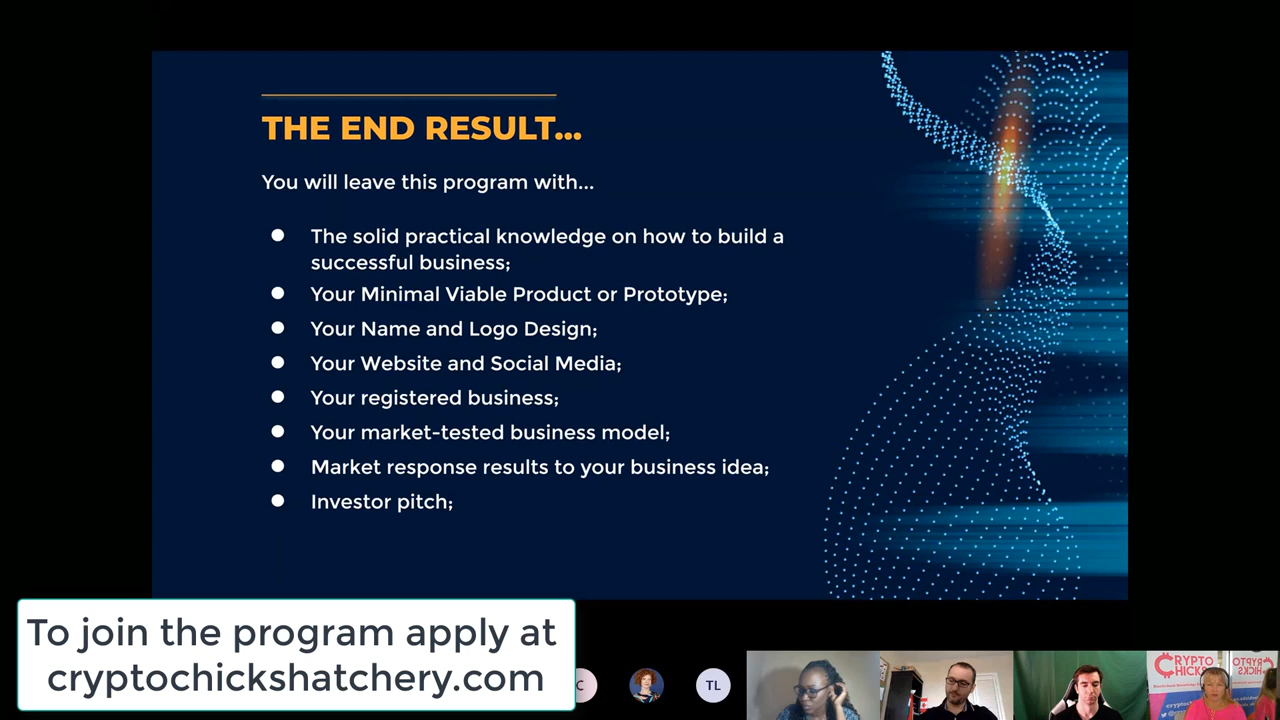 THE END RESULT...
You will leave this program with...
● The solid practical knowledge on how to build a
successful business;
● Your Minimal Viable Product or Prototype;
● Your Name and Logo Design;
● Your Website and Social Media;
● Your registered business;
● Your market-tested business model;
● Market response results to your business idea;
● Investor pitch;
To join the program apply at
cryptochickshatchery.com
C
TL
CRYPTO
CHICKS